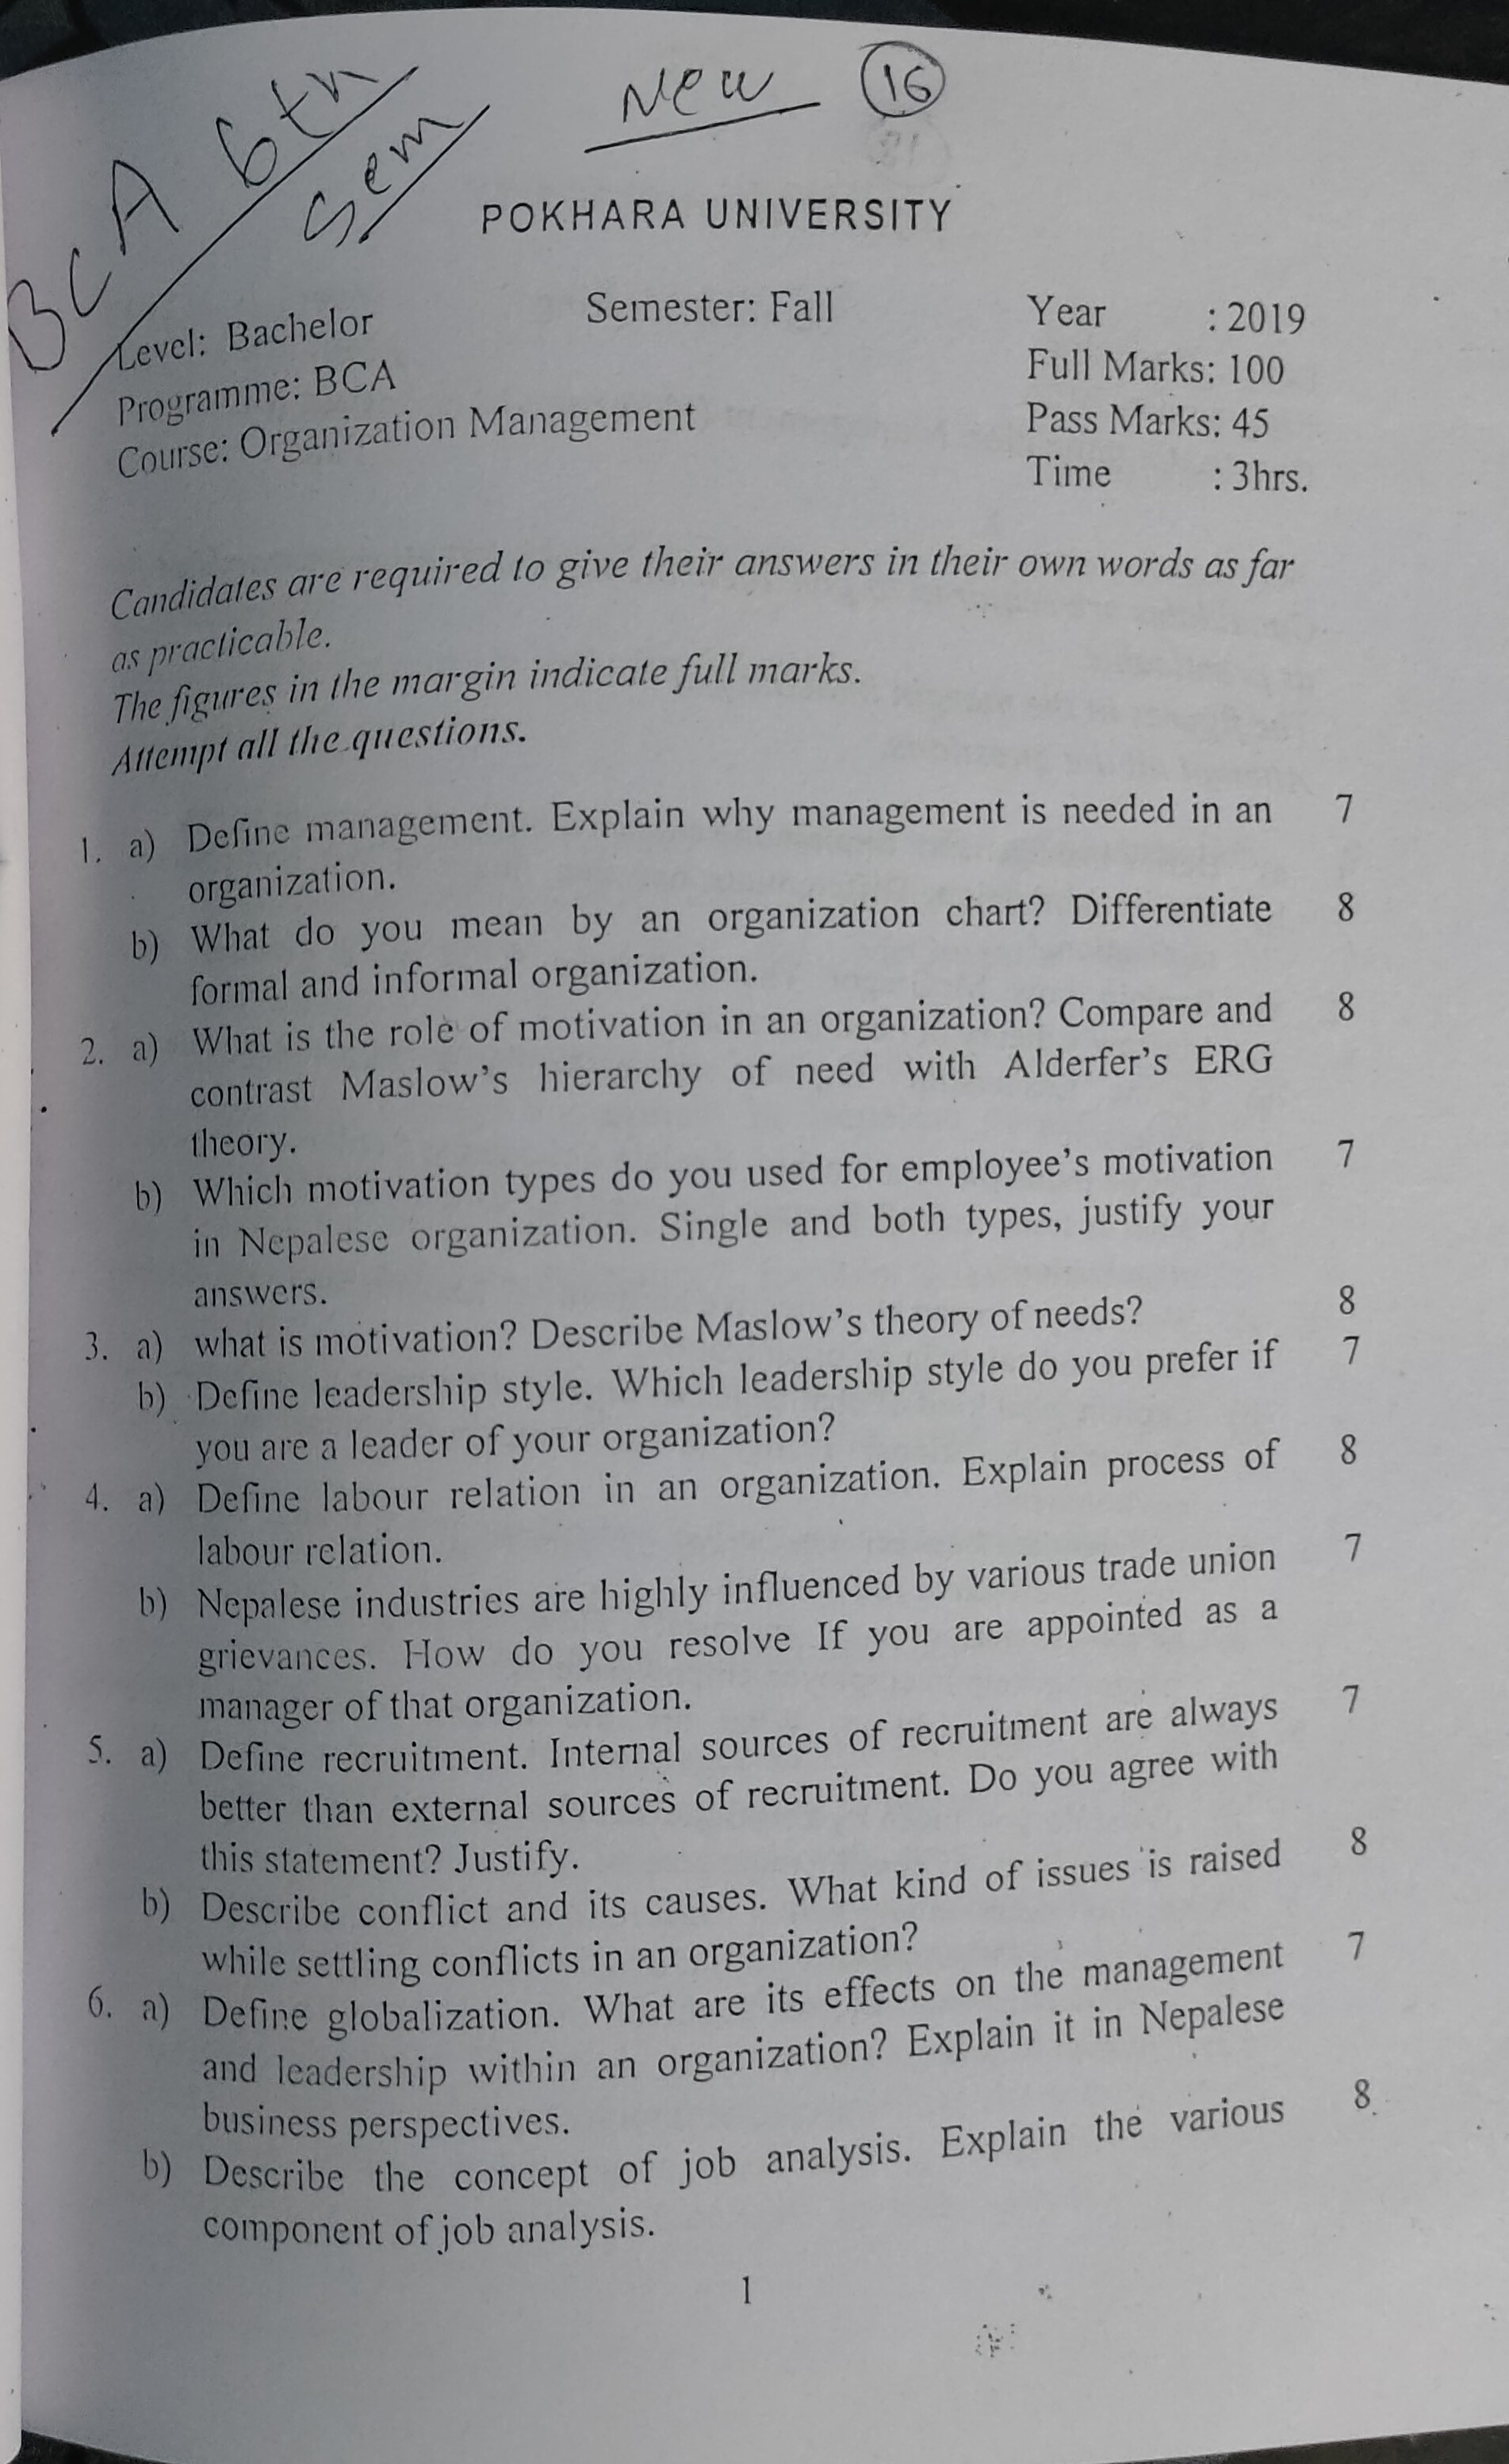 BCA 6th
Sem
New 16
POKHARA UNIVERSITY
Level: Bachelor Semester: Fall Year : 2019
Programme: BCA Full Marks: 100
Course: Organization Management Pass Marks: 45
Time : 3hrs.
Candidates are required to give their answers in their own words as far
as practicable.
The figures in the margin indicate full marks.
Attempt all the questions.
1. a) Define management. Explain why management is needed in an 7
organization.
b) What do you mean by an organization chart? Differentiate 8
formal and informal organization.
2. a) What is the role of motivation in an organization? Compare and 8
contrast Maslow's hierarchy of need with Alderfer's ERG
theory.
b) Which motivation types do you used for employee's motivation 7
in Nepalese organization. Single and both types, justify your
answers.
3. a) what is motivation? Describe Maslow's theory of needs? 8
b) Define leadership style. Which leadership style do you prefer if 7
you are a leader of your organization?
4. a) Define labour relation in an organization. Explain process of 8
labour relation.
b) Nepalese industries are highly influenced by various trade union 7
grievances. How do you resolve If you are appointed as a
manager of that organization.
5. a) Define recruitment. Internal sources of recruitment are always 7
better than external sources of recruitment. Do you agree with
this statement? Justify.
b) Describe conflict and its causes. What kind of issues is raised 8
while settling conflicts in an organization?
6. a) Define globalization. What are its effects on the management 7
and leadership within an organization? Explain it in Nepalese
business perspectives.
b) Describe the concept of job analysis. Explain the various 8
component of job analysis.
1